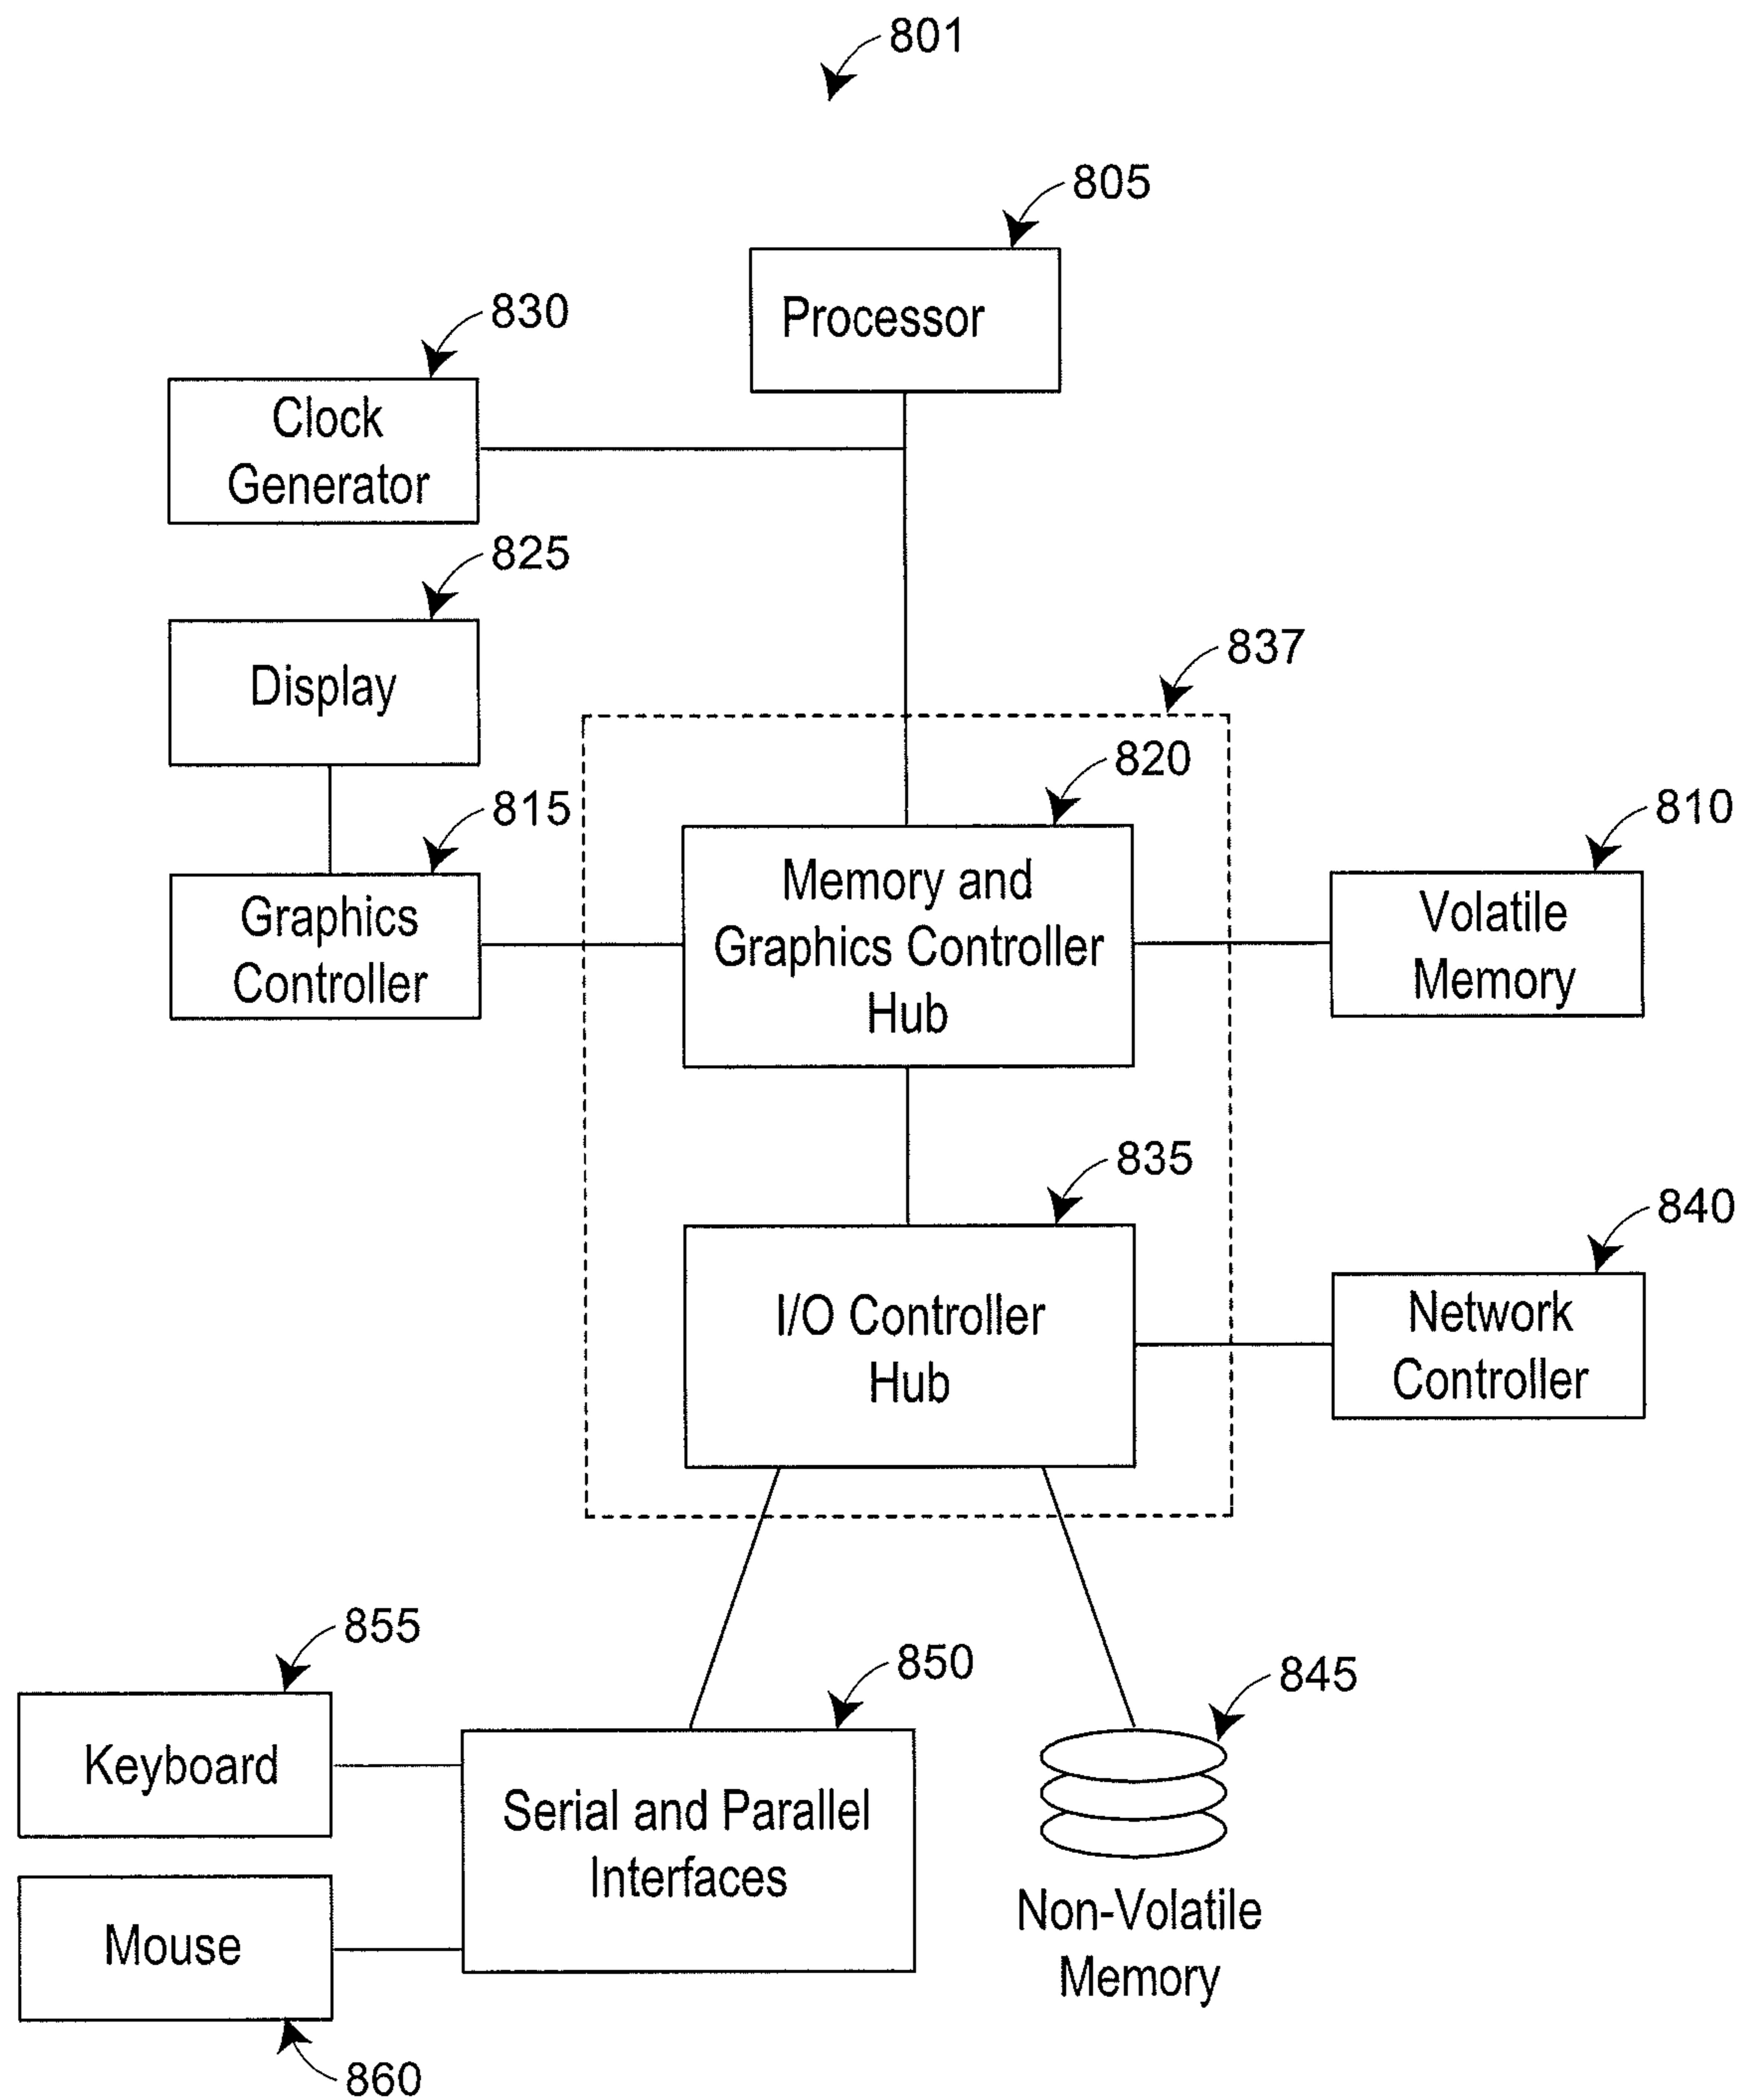 801
805
Processor
830
Clock
Generator
825
Display
837
820
815
810
Memory and
Graphics Controller
Hub
Graphics
Controller
Volatile
Memory
835
840
I/O Controller
Hub
Network
Controller
855
850
845
Keyboard
Serial and Parallel
Interfaces
Mouse
Non-Volatile
Memory
860